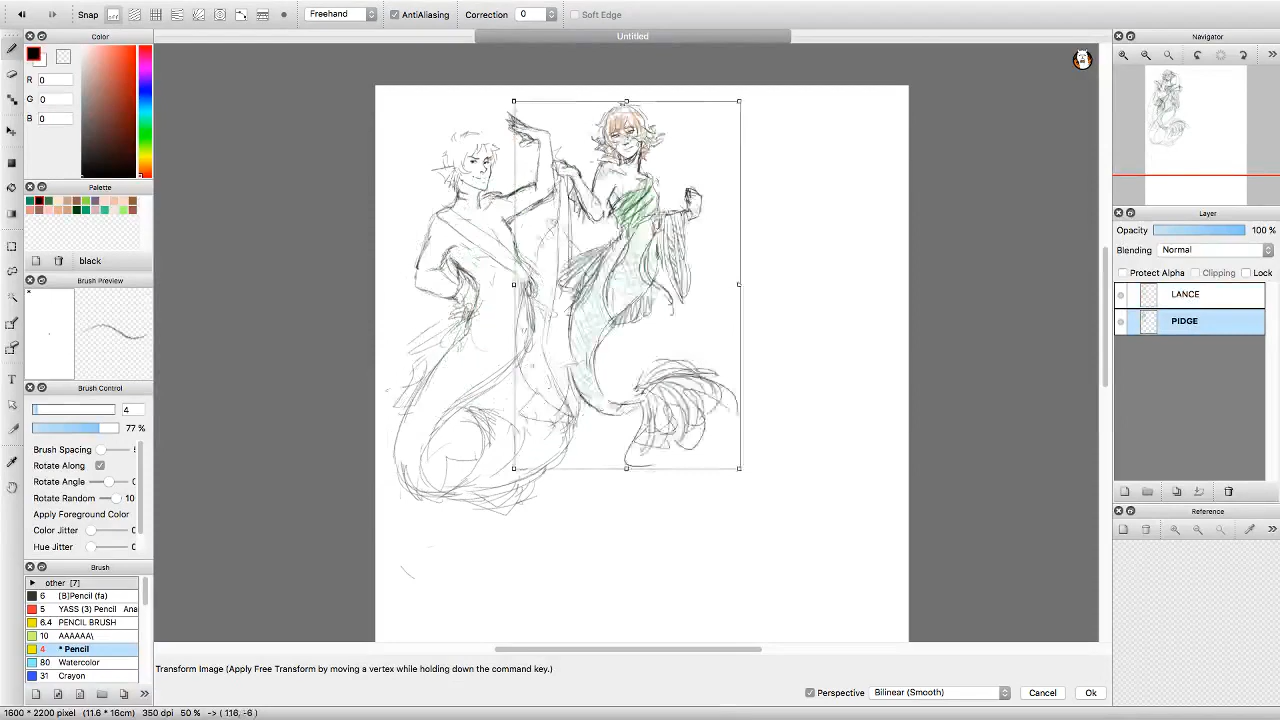 Snap Freehand AntiAliasing Correction 0 Soft Edge
Untitled
Color
R 0
G 0
B 0
Palette
black
Brush Preview
Brush Control
4
77 %
Brush Spacing
Rotate Along
Rotate Angle
Rotate Random 10
Apply Foreground Color
Color Jitter
Hue Jitter
Brush
other [7]
6 [B]Pencil (fa)
5 YASS (3) Pencil Ana
6.4 PENCIL BRUSH
10 AAAAAA\
4 * Pencil
80 Watercolor
31 Crayon
Transform Image (Apply Free Transform by moving a vertex while holding down the command key.)
Perspective Bilinear (Smooth) Cancel Ok
1600 * 2200 pixel (11.6 * 16cm) 350 dpi 50 % -> ( 116, -6 )
Navigator
Layer
Opacity 100 %
Blending Normal
Protect Alpha Clipping Lock
LANCE
PIDGE
Reference